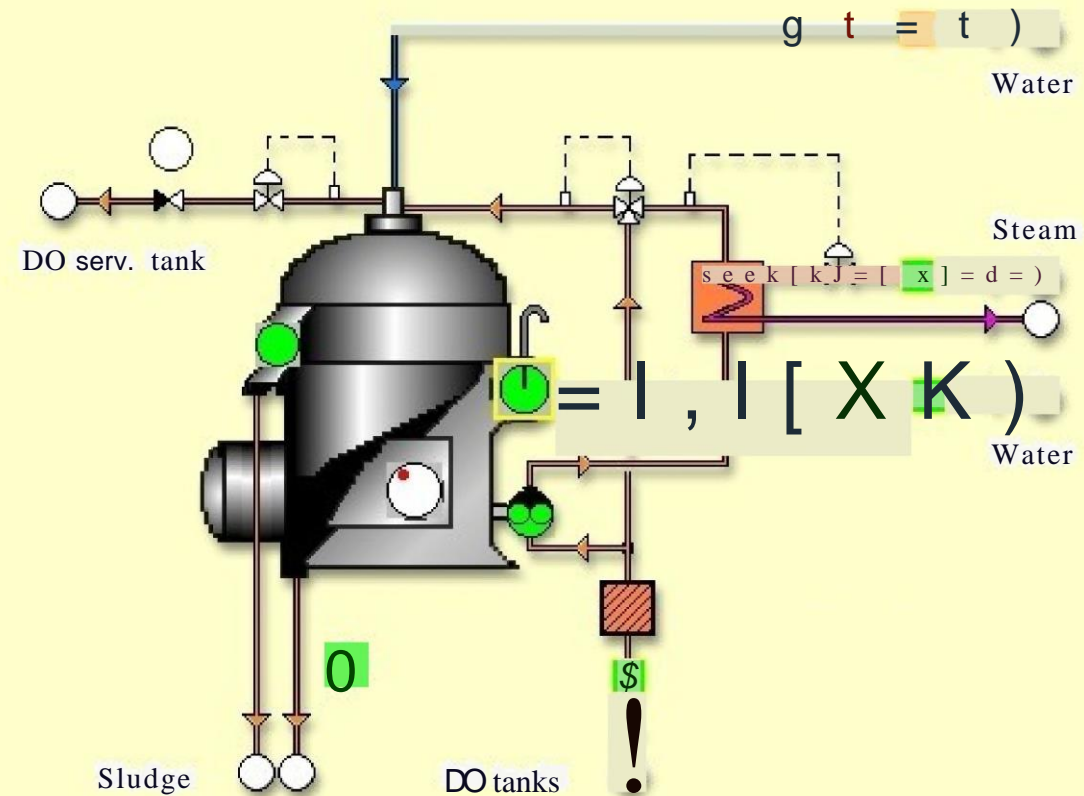 g t = t )
Water
Steam
DO serv. tank
s e e k [ k J = [ x ] = d = )
= I , I [ X K )
Water
0
$
!
Sludge
DO tanks